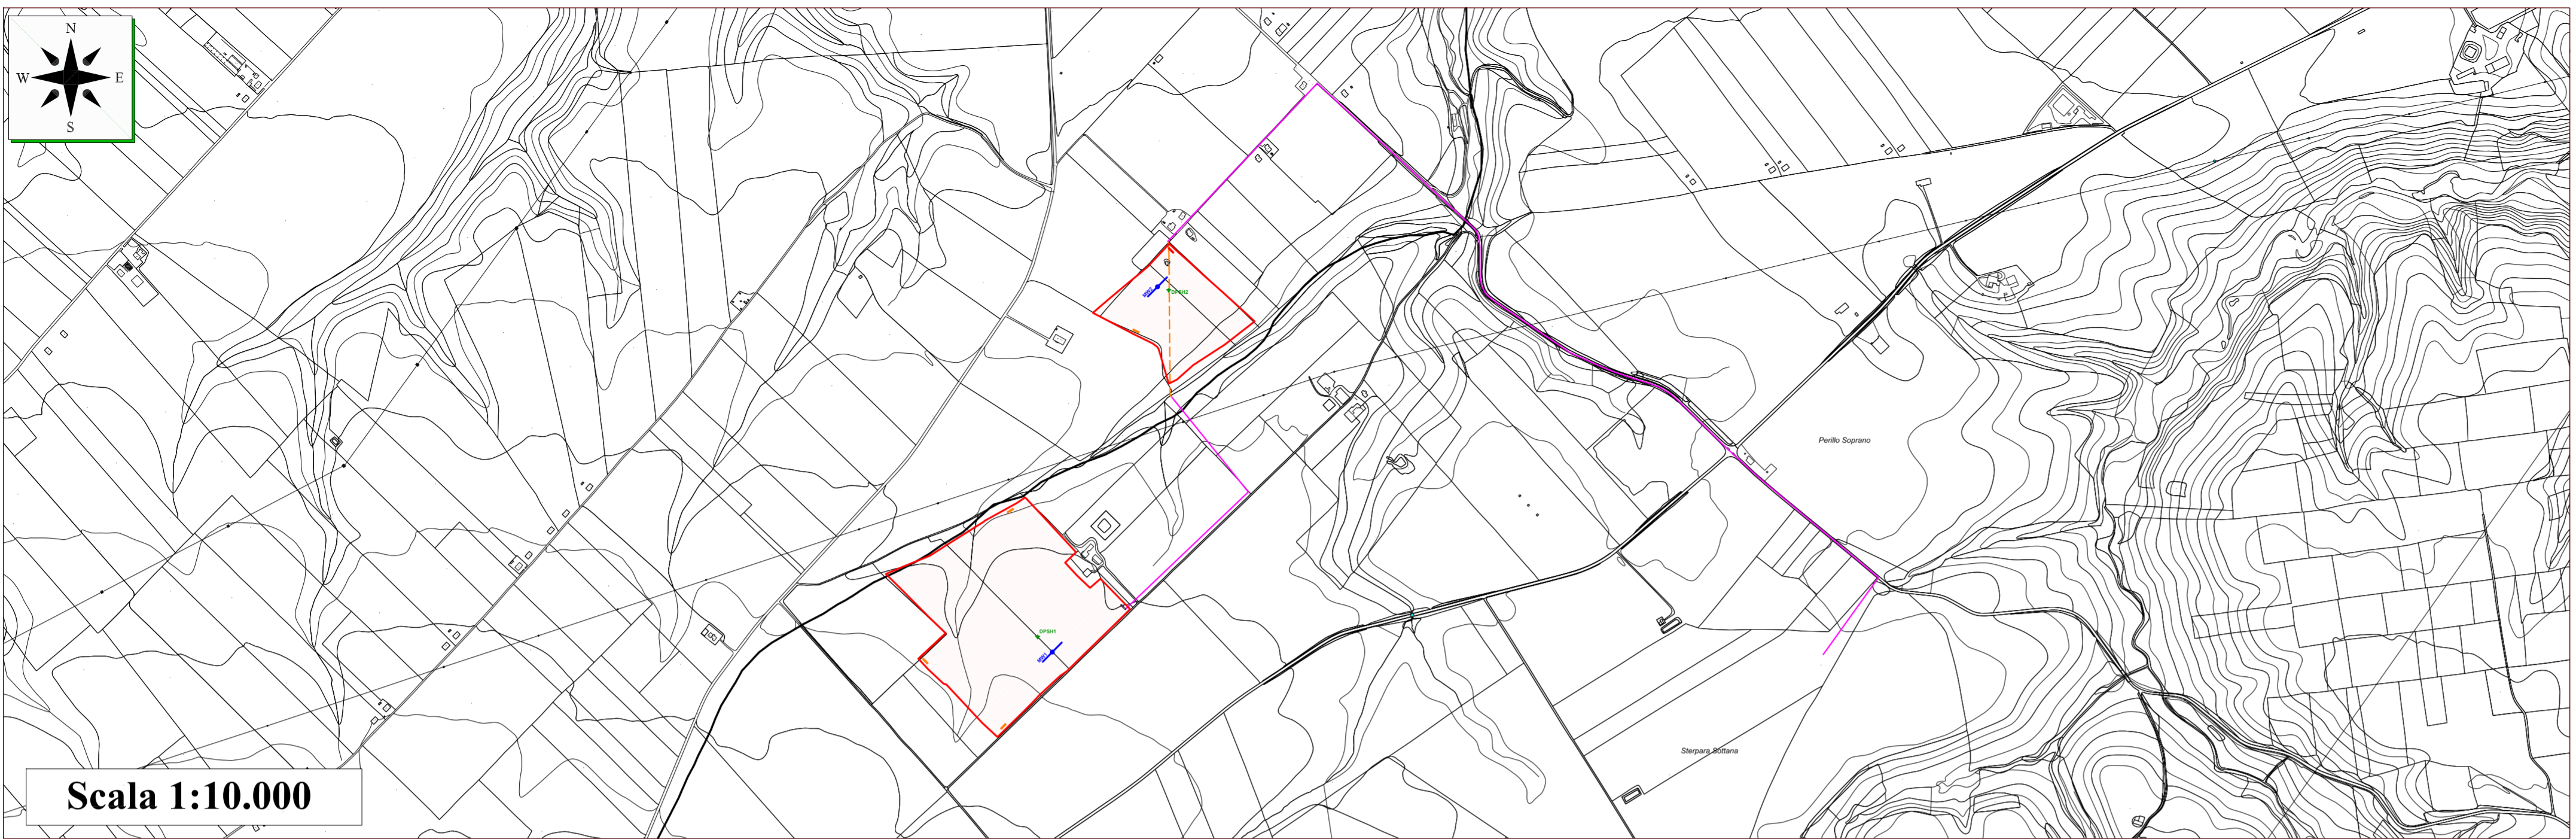 N
W E
S
DPSH2
Perillo Soprano
DPSH1
Sterpara Sottana
Scala 1:10.000